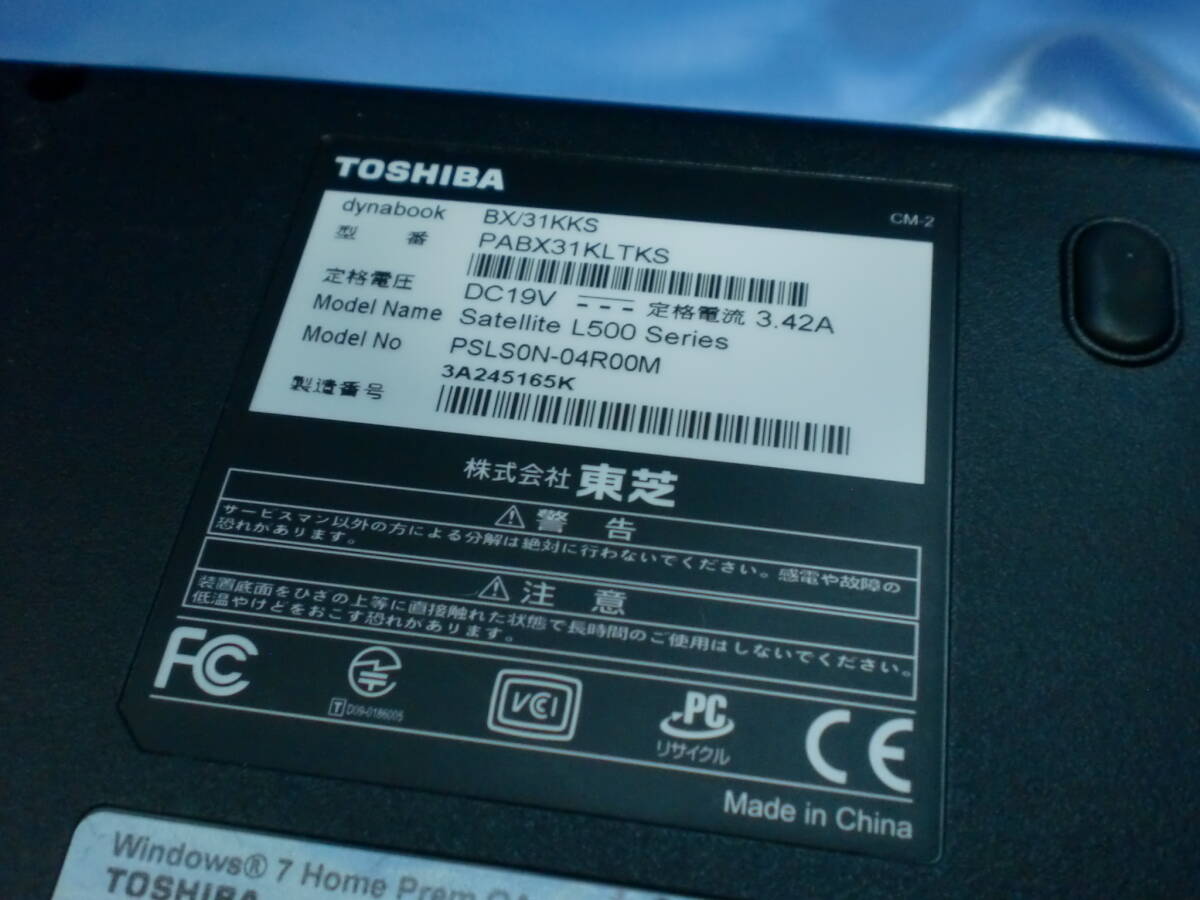 TOSHIBA
CM-2
dynabook BX/31KKS
型 番 PABX31KLTKS
定格電圧 DC19V 定格電流 3.42A
Model Name Satellite L500 Series
Model No PSLS0N-04R00M
製造番号 3A245165K
株式会社 東芝
警 告
サービスマン以外の方による分解は絶対に行わないでください。感電や故障の
恐れがあります。
注 意
装置底面をひざの上等に直接触れた状態で長時間のご使用はしないでください。
低温やけどをおこす恐れがあります。
FC
T D09-0186005
VCI
PC
リサイクル
CE
Made in China
Windows® 7 Home Prem OA
TOSHIBA